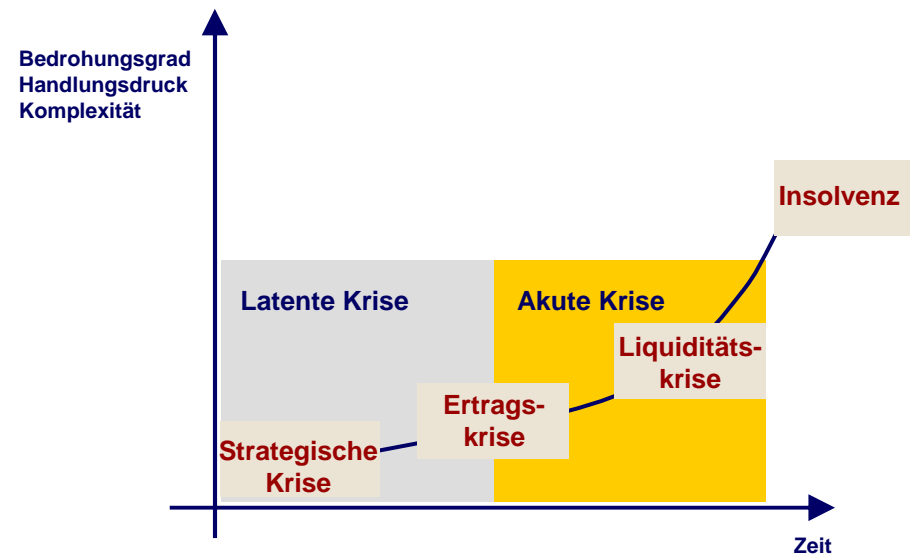 Bedrohungsgrad
Handlungsdruck
Komplexität
Insolvenz
Latente Krise
Akute Krise
Liquiditäts-
krise
Ertrags-
krise
Strategische
Krise
Zeit